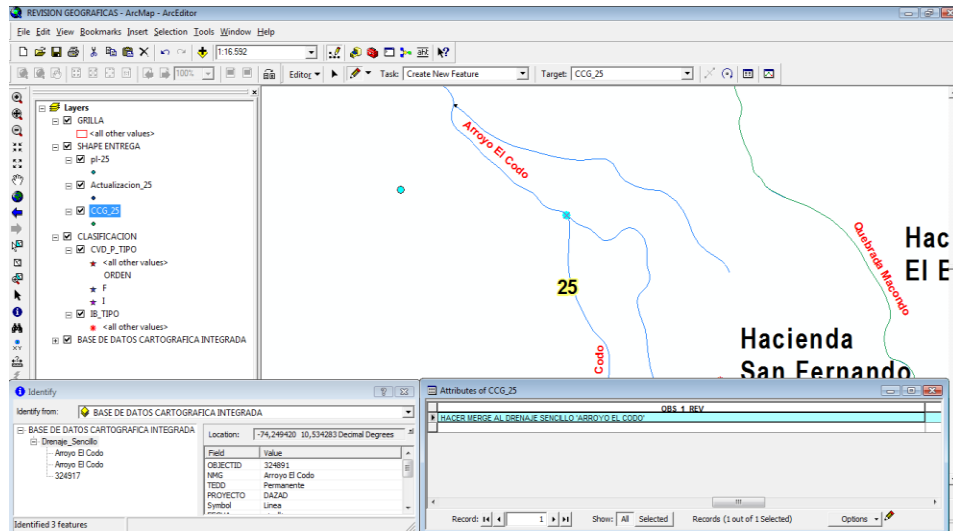 REVISION GEOGRAFICAS - ArcMap - ArcEditor
File Edit View Bookmarks Insert Selection Tools Window Help
1:16.592
100%
Editor Task: Create New Feature Target: CCG_25
Layers
GRILLA
<all other values>
SHAPE ENTREGA
pl-25
Actualizacion_25
CCG_25
CLASIFICACION
CVD_P_TIPO
<all other values>
ORDEN
F
I
IB_TIPO
<all other values>
BASE DE DATOS CARTOGRAFICA INTEGRADA
Arroyo El Codo
25
Codo
Quebrada Macondo
Hac
El E
Hacienda
San Fernando
Identify
Identify from: BASE DE DATOS CARTOGRAFICA INTEGRADA
BASE DE DATOS CARTOGRAFICA INTEGRADA
Drenaje_Sencillo
Arroyo El Codo
Arroyo El Codo
324917
Location: -74,249420 10,534283 Decimal Degrees
Field Value
OBJECTID 324891
NMG Arroyo El Codo
TEDD Permanente
PROYECTO DAZAD
Symbol Linea
Identified 3 features
Attributes of CCG_25
OBS_1_REV
HACER MERGE AL DRENAJE SENCILLO 'ARROYO EL CODO'
Record: 1 Show: All Selected Records (1 out of 1 Selected) Options